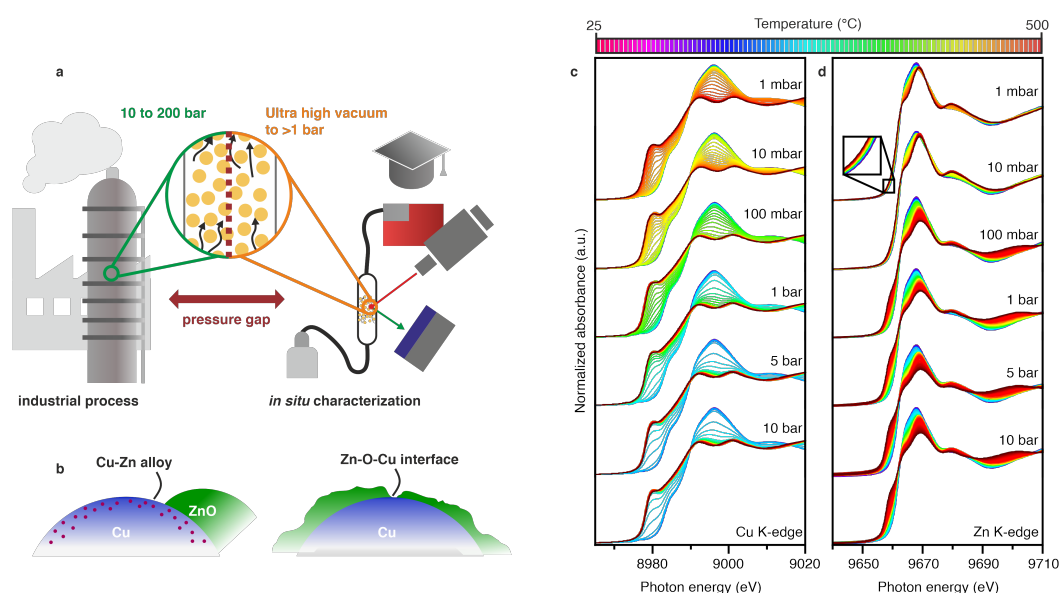 a
10 to 200 bar
Ultra high vacuum
to >1 bar
pressure gap
industrial process
in situ characterization
b
Cu-Zn alloy
ZnO
Cu
Zn-O-Cu interface
Cu
Temperature (°C)
25
500
c
Normalized absorbance (a.u.)
1 mbar
10 mbar
100 mbar
1 bar
5 bar
10 bar
Cu K-edge
8980
9000
9020
Photon energy (eV)
d
1 mbar
10 mbar
100 mbar
1 bar
5 bar
10 bar
Zn K-edge
9650
9670
9690
9710
Photon energy (eV)